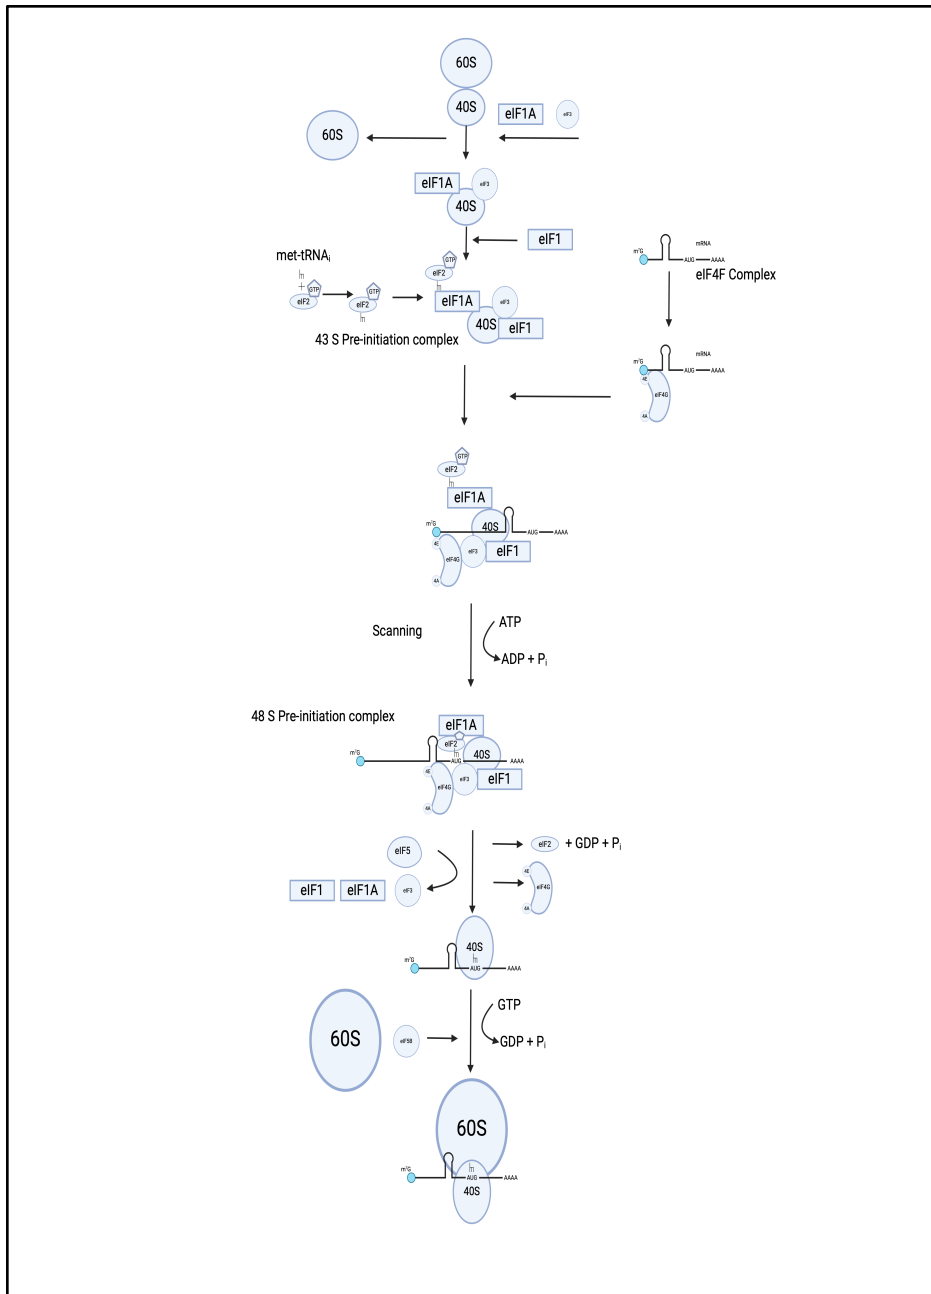 60S
40S
eIF1A
eIF3
60S
eIF1A
eIF3
40S
eIF1
met-tRNAi
GTP
eIF2
+
GTP
eIF2
GTP
eIF2
eIF1A
eIF3
40S
eIF1
43 S Pre-initiation complex
mRNA
m⁷G
AUG
AAAA
eIF4F Complex
mRNA
m⁷G
AUG
AAAA
4E
eIF4G
4A
GTP
eIF2
eIF1A
40S
m⁷G
AUG
AAAA
4E
eIF4G
eIF3
eIF1
4A
Scanning
ATP
ADP + Pi
48 S Pre-initiation complex
eIF1A
eIF2
40S
m⁷G
AUG
AAAA
4E
eIF4G
eIF3
eIF1
4A
eIF5
eIF2
+ GDP + Pi
eIF1
eIF1A
eIF3
4E
eIF4G
4A
40S
m⁷G
AUG
AAAA
60S
eIF5B
GTP
GDP + Pi
60S
m⁷G
AUG
AAAA
40S